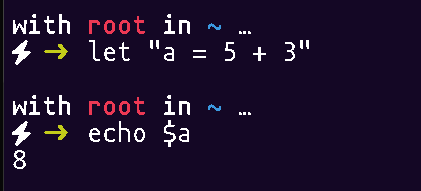 with root in ~ …
⚡ ➜ let "a = 5 + 3"
with root in ~ …
⚡ ➜ echo $a
8